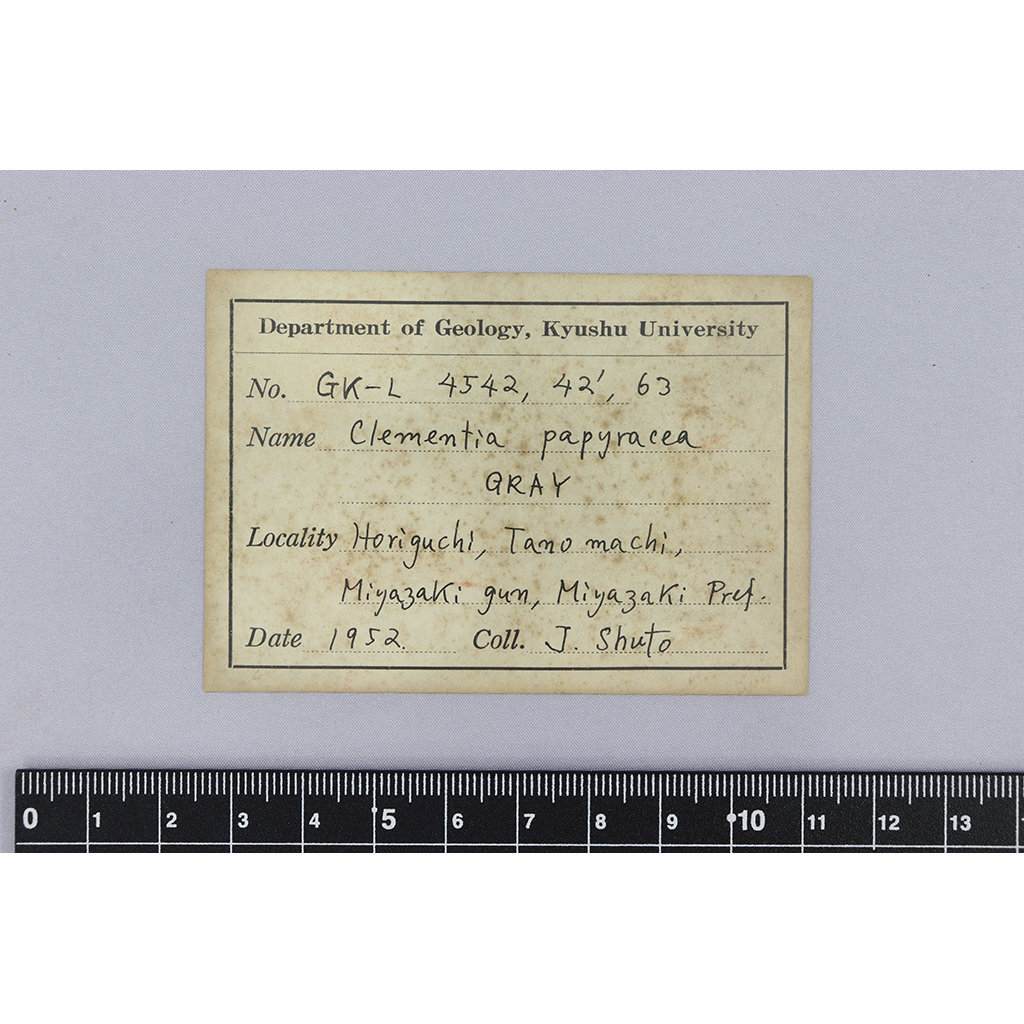 Department of Geology, Kyushu University
No. GK-L 4542, 42', 63
Name Clementia papyracea
GRAY
Locality Horiguchi, Tano machi,
Miyazaki gun, Miyazaki Pref.
Date 1952. Coll. J. Shuto
0 1 2 3 4 5 6 7 8 9 10 11 12 13